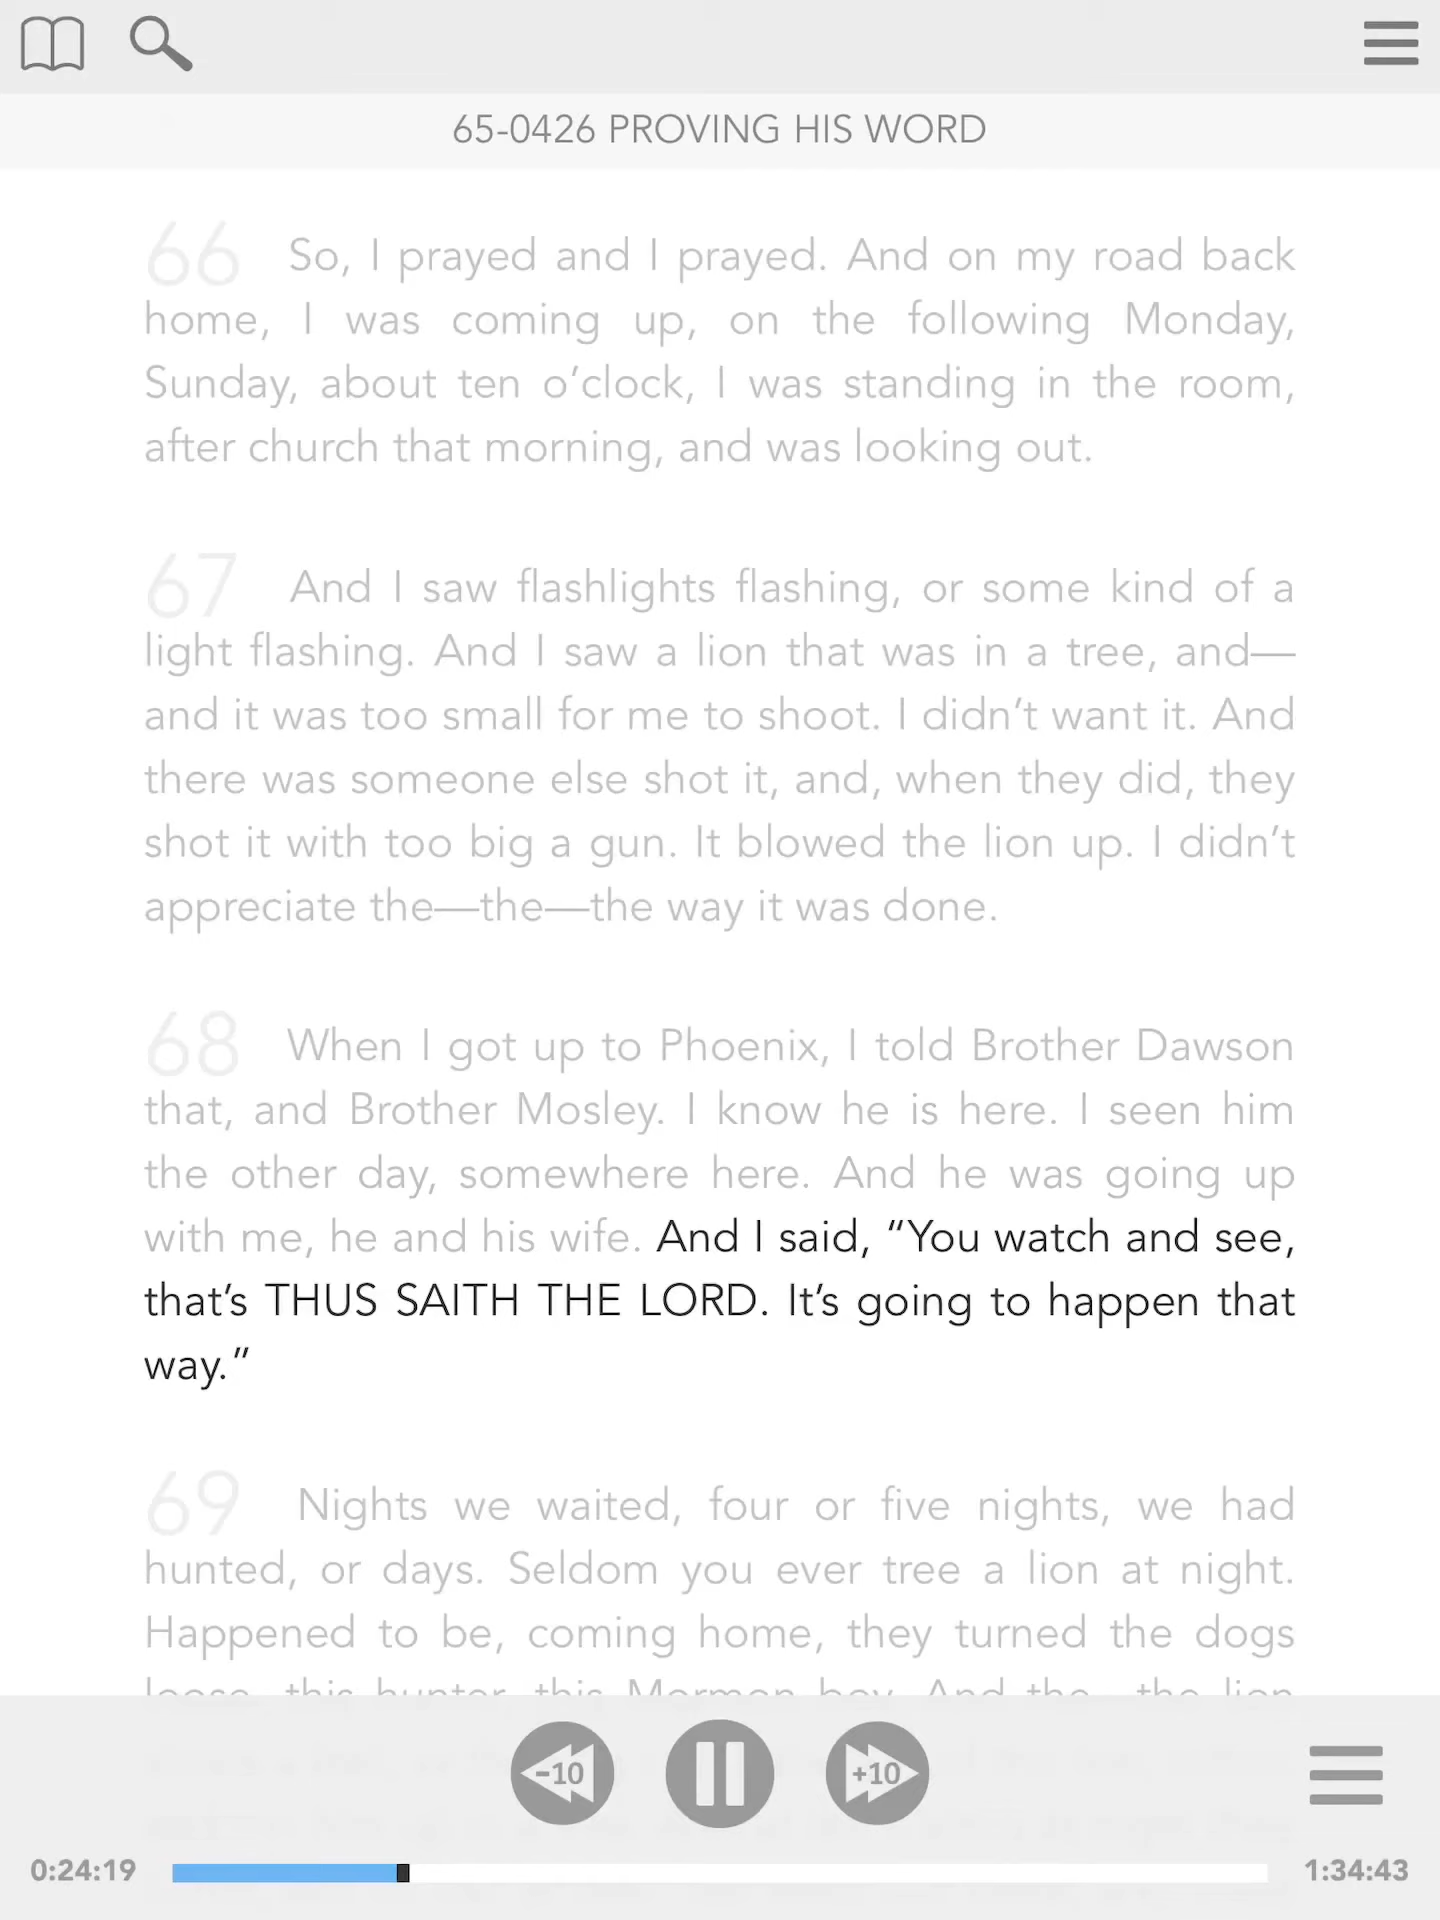 65-0426 PROVING HIS WORD
66 So, I prayed and I prayed. And on my road back
home, I was coming up, on the following Monday,
Sunday, about ten o’clock, I was standing in the room,
after church that morning, and was looking out.
67 And I saw flashlights flashing, or some kind of a
light flashing. And I saw a lion that was in a tree, and—
and it was too small for me to shoot. I didn’t want it. And
there was someone else shot it, and, when they did, they
shot it with too big a gun. It blowed the lion up. I didn’t
appreciate the—the—the way it was done.
68 When I got up to Phoenix, I told Brother Dawson
that, and Brother Mosley. I know he is here. I seen him
the other day, somewhere here. And he was going up
with me, he and his wife. And I said, “You watch and see,
that’s THUS SAITH THE LORD. It’s going to happen that
way.”
69 Nights we waited, four or five nights, we had
hunted, or days. Seldom you ever tree a lion at night.
Happened to be, coming home, they turned the dogs
loose, this hunter, this Mormon boy. And the—the lion
-10 +10
0:24:19 1:34:43